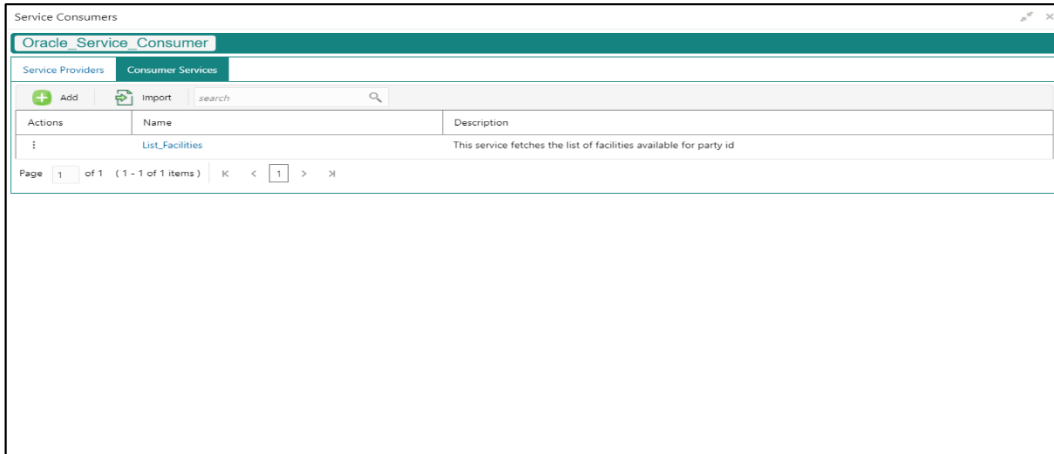 Service Consumers
Oracle_Service_Consumer
Service Providers Consumer Services
Add Import search
Actions Name Description
List_Facilities This service fetches the list of facilities available for party id
Page 1 of 1 (1 - 1 of 1 items) K < 1 > >|